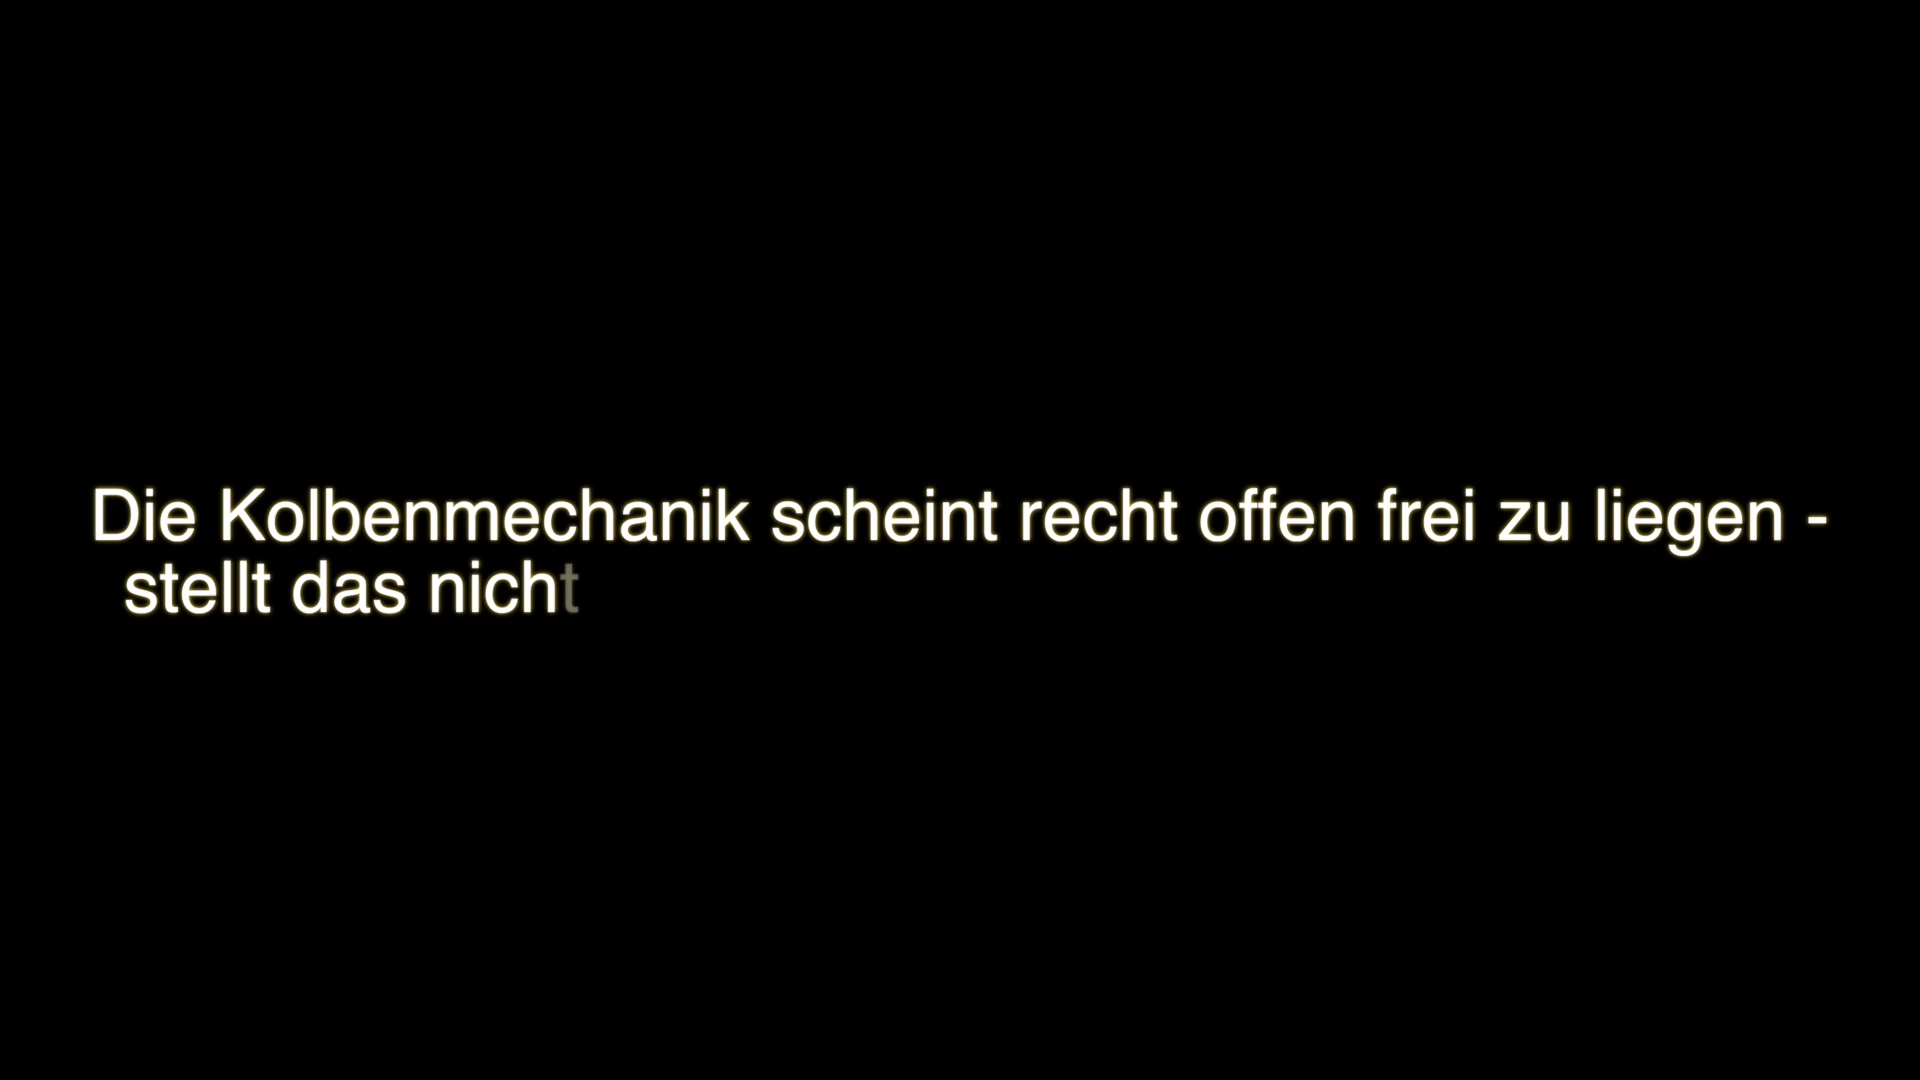 Die Kolbenmechanik scheint recht offen frei zu liegen -
stellt das nicht